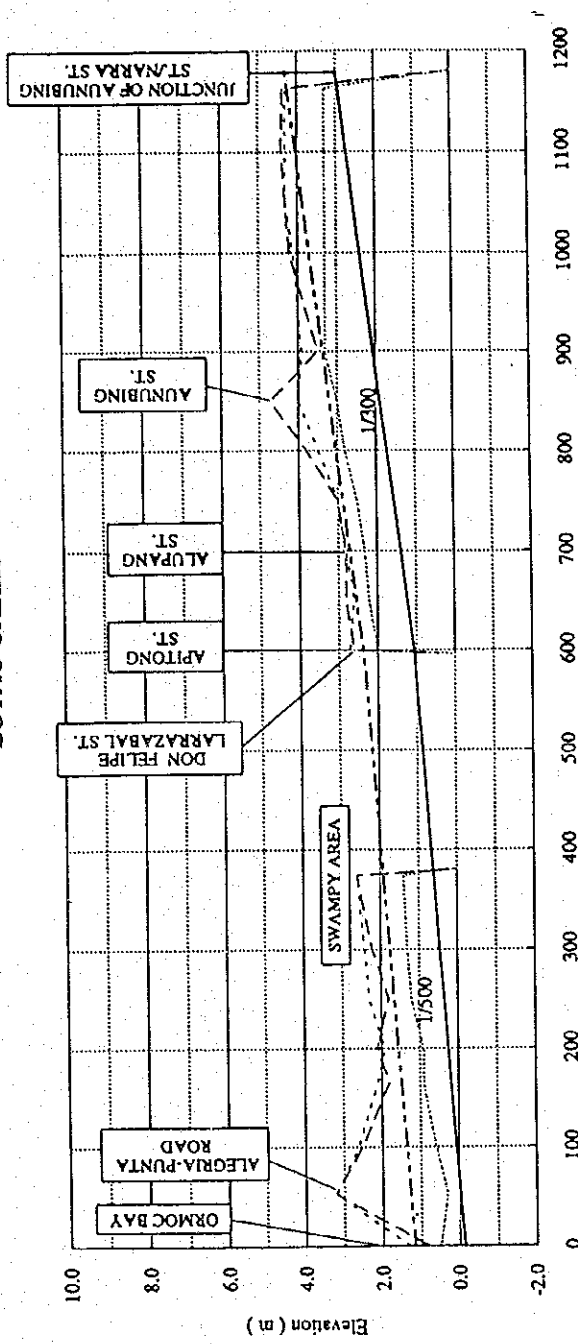 JUNCTION OF AUNUBING
ST./NARRA ST.
AUNUBING
ST.
ALUPANG
ST.
APITONG
ST.
DON FELIPE
LARRAZABAL ST.
SWAMPY AREA
ALEGRIA-PUNTA
ROAD
ORMOC BAY
1/300
1/500
Elevation ( m )
10.0
8.0
6.0
4.0
2.0
0.0
-2.0
0
100
200
300
400
500
600
700
800
900
1000
1100
1200